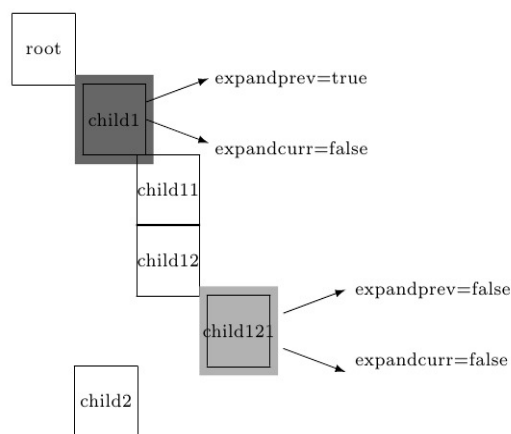 root
expandprev=true
child1
expandcurr=false
child11
child12
expandprev=false
child121
expandcurr=false
child2